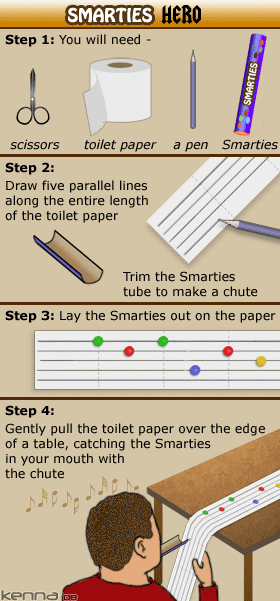 SMARTIES HERO
Step 1: You will need -
SMARTIES
scissors toilet paper a pen Smarties
Step 2:
Draw five parallel lines
along the entire length
of the toilet paper
Trim the Smarties
tube to make a chute
Step 3: Lay the Smarties out on the paper
Step 4:
Gently pull the toilet paper over the edge
of a table, catching the Smarties
in your mouth with
the chute